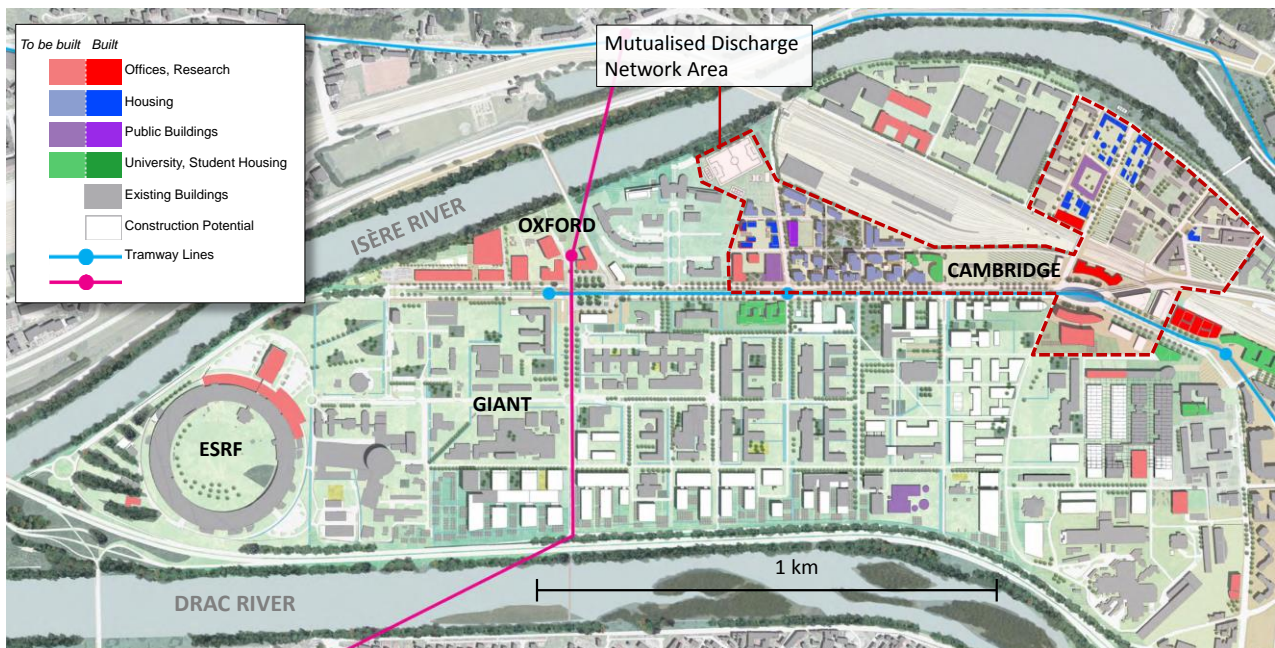 To be built Built
Offices, Research
Housing
Public Buildings
University, Student Housing
Existing Buildings
Construction Potential
Tramway Lines
Mutualised Discharge
Network Area
ISÈRE RIVER
OXFORD
CAMBRIDGE
GIANT
ESRF
1 km
DRAC RIVER